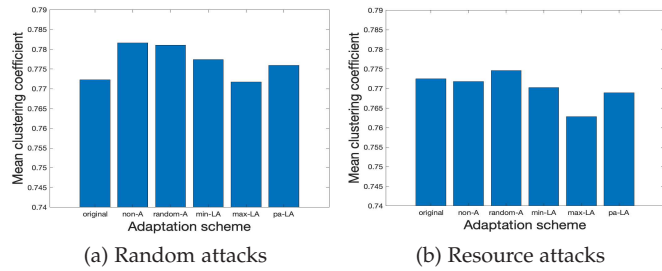 Mean clustering coefficient
0.79
0.785
0.78
0.775
0.77
0.765
0.76
0.755
0.75
0.745
0.74
original non-A random-A min-LA max-LA pa-LA
Adaptation scheme
(a) Random attacks
Mean clustering coefficient
0.79
0.785
0.78
0.775
0.77
0.765
0.76
0.755
0.75
0.745
0.74
original non-A random-A min-LA max-LA pa-LA
Adaptation scheme
(b) Resource attacks